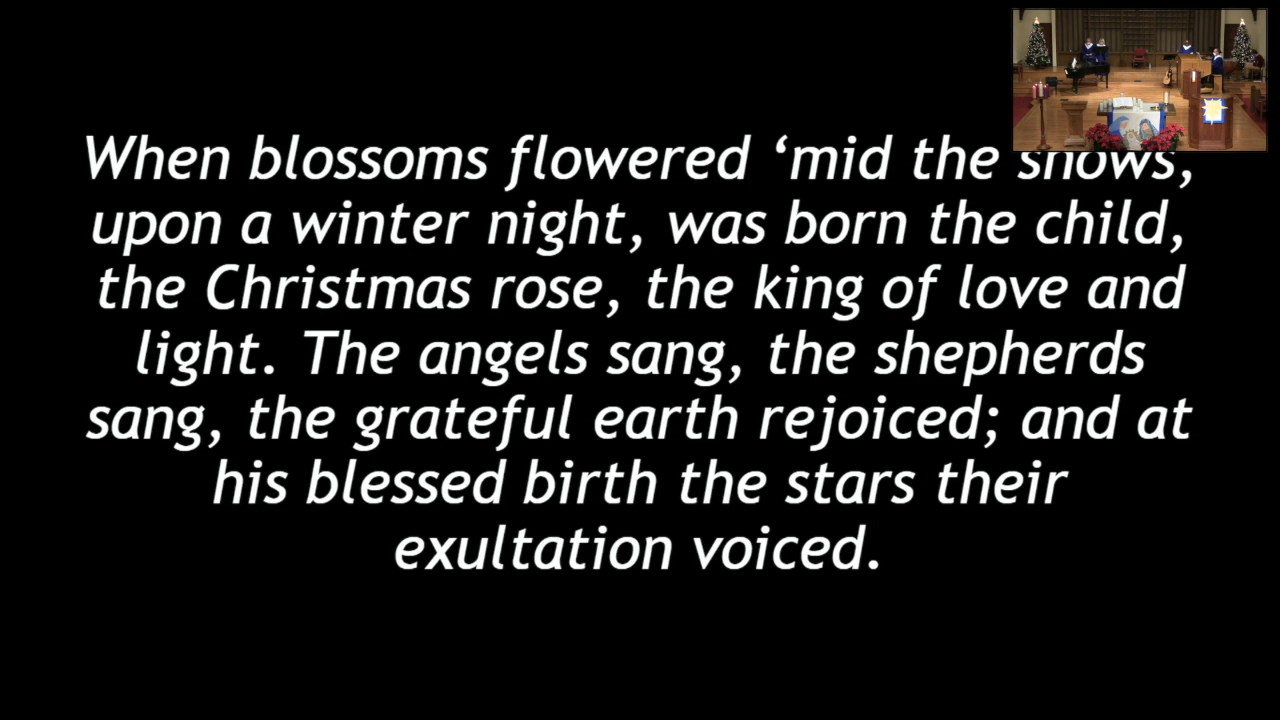 When blossoms flowered ‘mid the snows,
upon a winter night, was born the child,
the Christmas rose, the king of love and
light. The angels sang, the shepherds
sang, the grateful earth rejoiced; and at
his blessed birth the stars their
exultation voiced.